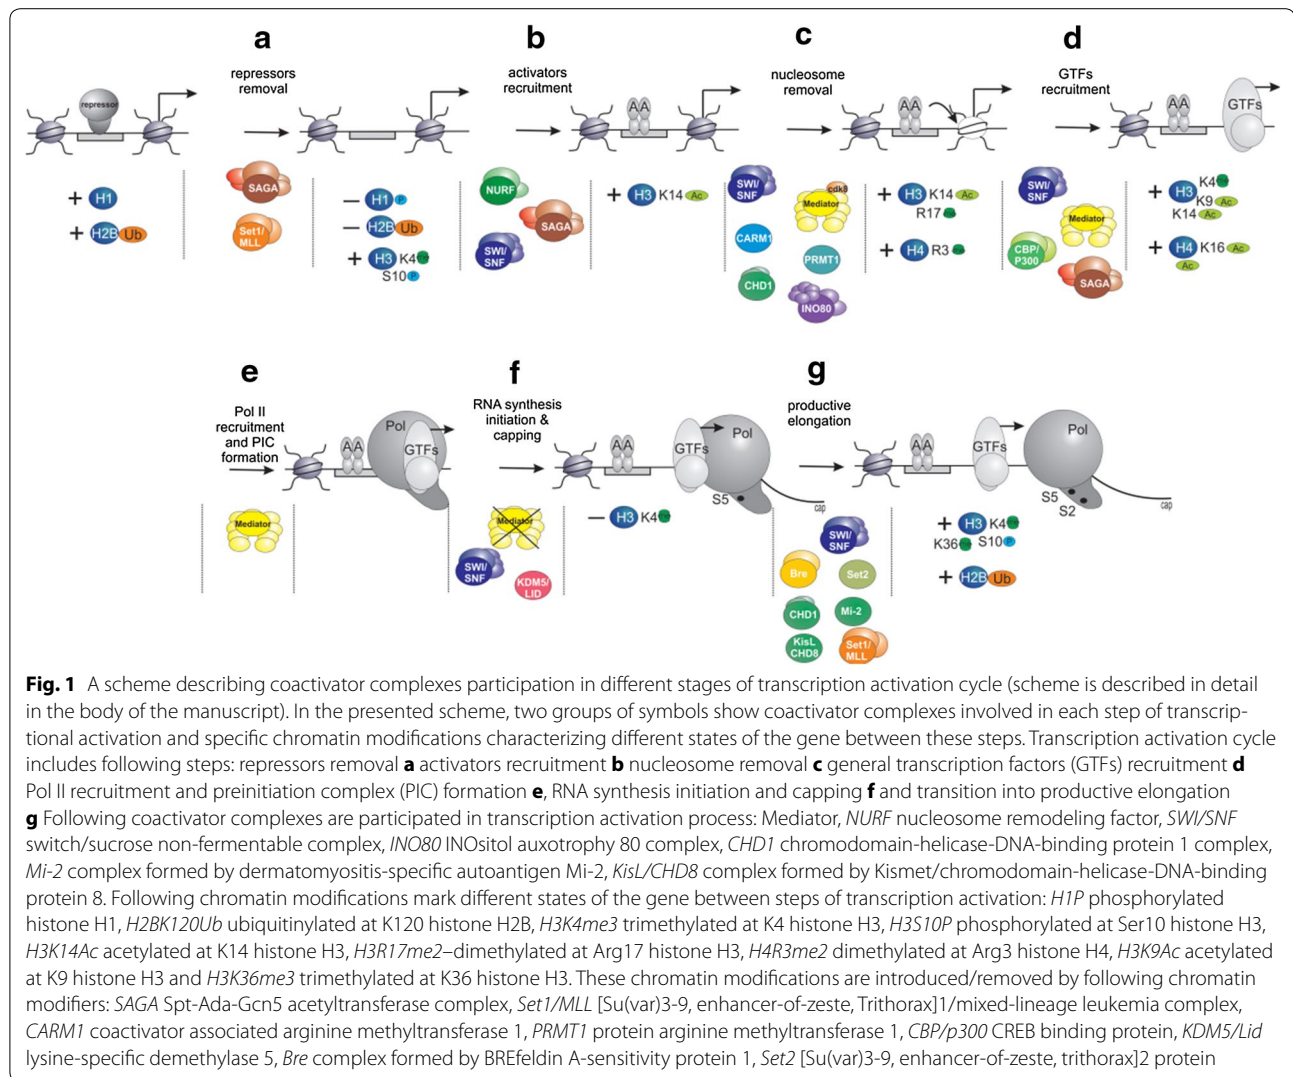 a
repressors
removal
b
activators
recruitment
c
nucleosome
removal
d
GTFs
recruitment
repressor
AA
AA
AA
GTFs
+ H1
+ H2B Ub
SAGA
Set1/
MLL
– H1 P
– H2B Ub
+ H3 K4 me
S10 P
NURF
SAGA
SWI/
SNF
+ H3 K14 Ac
SWI/
SNF
cdk8
Mediator
CARM1
PRMT1
CHD1
INO80
+ H3 K14 Ac
R17 me
+ H4 R3 me
SWI/
SNF
Mediator
CBP/
P300
SAGA
+ H3 K4 me
K9 Ac
K14 Ac
+ H4 K16 Ac
Ac
e
Pol II
recruitment
and PIC
formation
f
RNA synthesis
initiation &
capping
g
productive
elongation
AA
Pol
GTFs
AA
GTFs
Pol
S5
cap
AA
GTFs
Pol
S5
S2
cap
Mediator
Mediator
SWI/
SNF
KDM5/
LID
– H3 K4 me
SWI/
SNF
Bre
Set2
CHD1
Mi-2
KisL
CHD8
Set1/
MLL
+ H3 K4 me
K36 me S10 P
+ H2B Ub
Fig. 1 A scheme describing coactivator complexes participation in different stages of transcription activation cycle (scheme is described in detail
in the body of the manuscript). In the presented scheme, two groups of symbols show coactivator complexes involved in each step of transcrip-
tional activation and specific chromatin modifications characterizing different states of the gene between these steps. Transcription activation cycle
includes following steps: repressors removal a activators recruitment b nucleosome removal c general transcription factors (GTFs) recruitment d
Pol II recruitment and preinitiation complex (PIC) formation e, RNA synthesis initiation and capping f and transition into productive elongation
g Following coactivator complexes are participated in transcription activation process: Mediator, NURF nucleosome remodeling factor, SWI/SNF
switch/sucrose non-fermentable complex, INO80 INOsitol auxotrophy 80 complex, CHD1 chromodomain-helicase-DNA-binding protein 1 complex,
Mi-2 complex formed by dermatomyositis-specific autoantigen Mi-2, KisL/CHD8 complex formed by Kismet/chromodomain-helicase-DNA-binding
protein 8. Following chromatin modifications mark different states of the gene between steps of transcription activation: H1P phosphorylated
histone H1, H2BK120Ub ubiquitinylated at K120 histone H2B, H3K4me3 trimethylated at K4 histone H3, H3S10P phosphorylated at Ser10 histone H3,
H3K14Ac acetylated at K14 histone H3, H3R17me2–dimethylated at Arg17 histone H3, H4R3me2 dimethylated at Arg3 histone H4, H3K9Ac acetylated
at K9 histone H3 and H3K36me3 trimethylated at K36 histone H3. These chromatin modifications are introduced/removed by following chromatin
modifiers: SAGA Spt-Ada-Gcn5 acetyltransferase complex, Set1/MLL [Su(var)3-9, enhancer-of-zeste, Trithorax]1/mixed-lineage leukemia complex,
CARM1 coactivator associated arginine methyltransferase 1, PRMT1 protein arginine methyltransferase 1, CBP/p300 CREB binding protein, KDM5/Lid
lysine-specific demethylase 5, Bre complex formed by BREfeldin A-sensitivity protein 1, Set2 [Su(var)3-9, enhancer-of-zeste, trithorax]2 protein